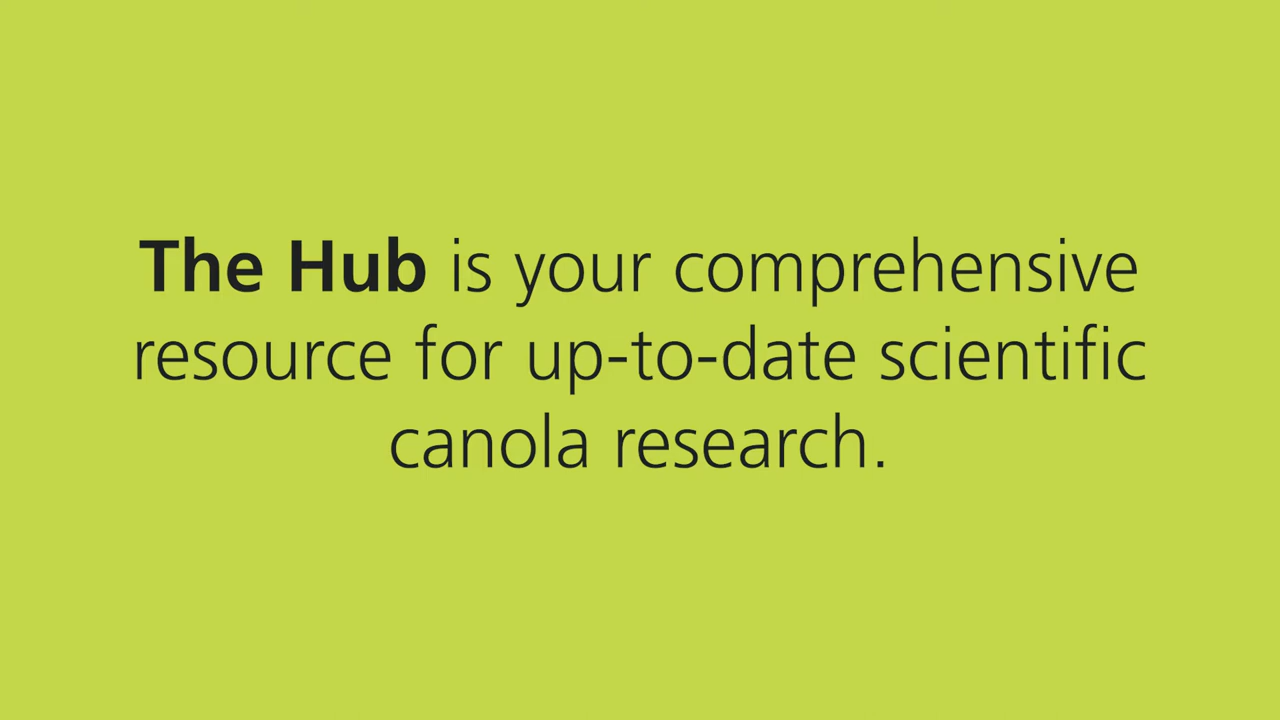 The Hub is your comprehensive
resource for up-to-date scientific
canola research.